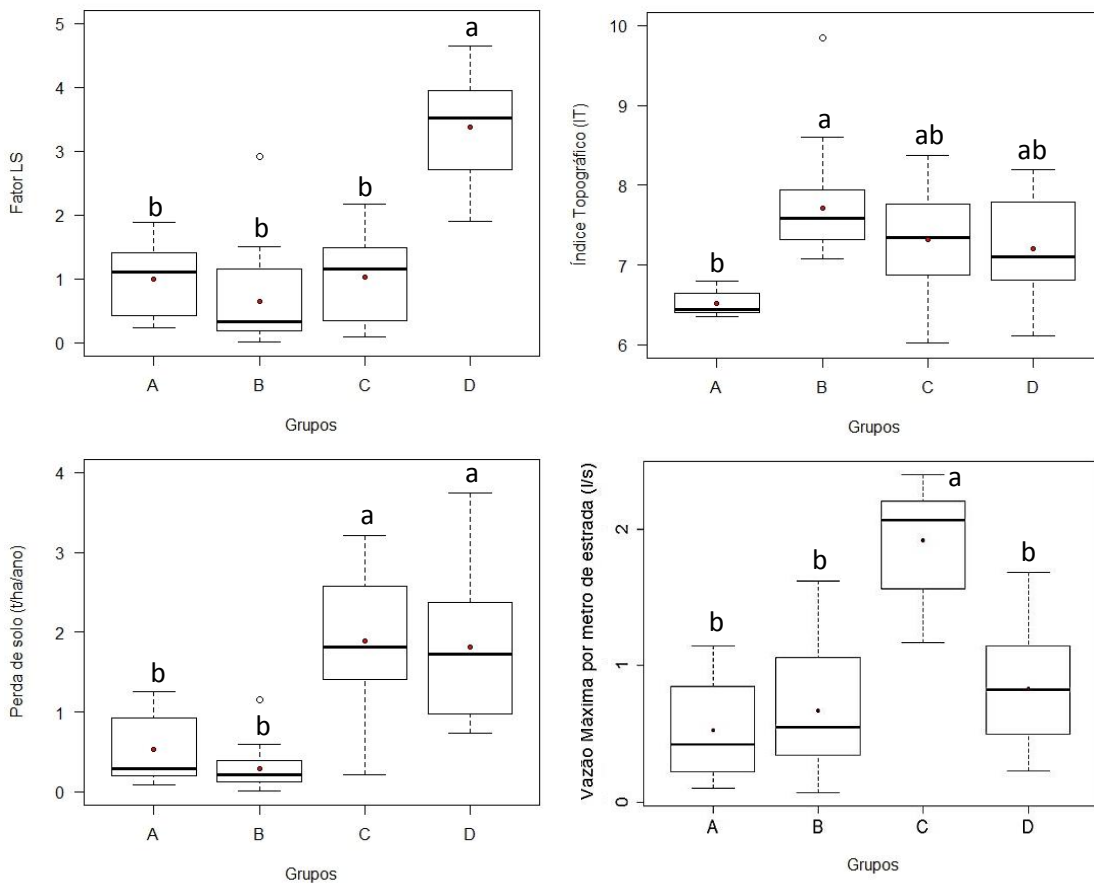 Fator LS
5
4
3
2
1
0
b
b
b
a
A B C D
Grupos
Índice Topográfico (IT)
10
9
8
7
6
b
a
ab
ab
A B C D
Grupos
Perda de solo (t/ha/ano)
4
3
2
1
0
b
b
a
a
A B C D
Grupos
Vazão Máxima por metro de estrada (l/s)
2
1
0
b
b
a
b
A B C D
Grupos